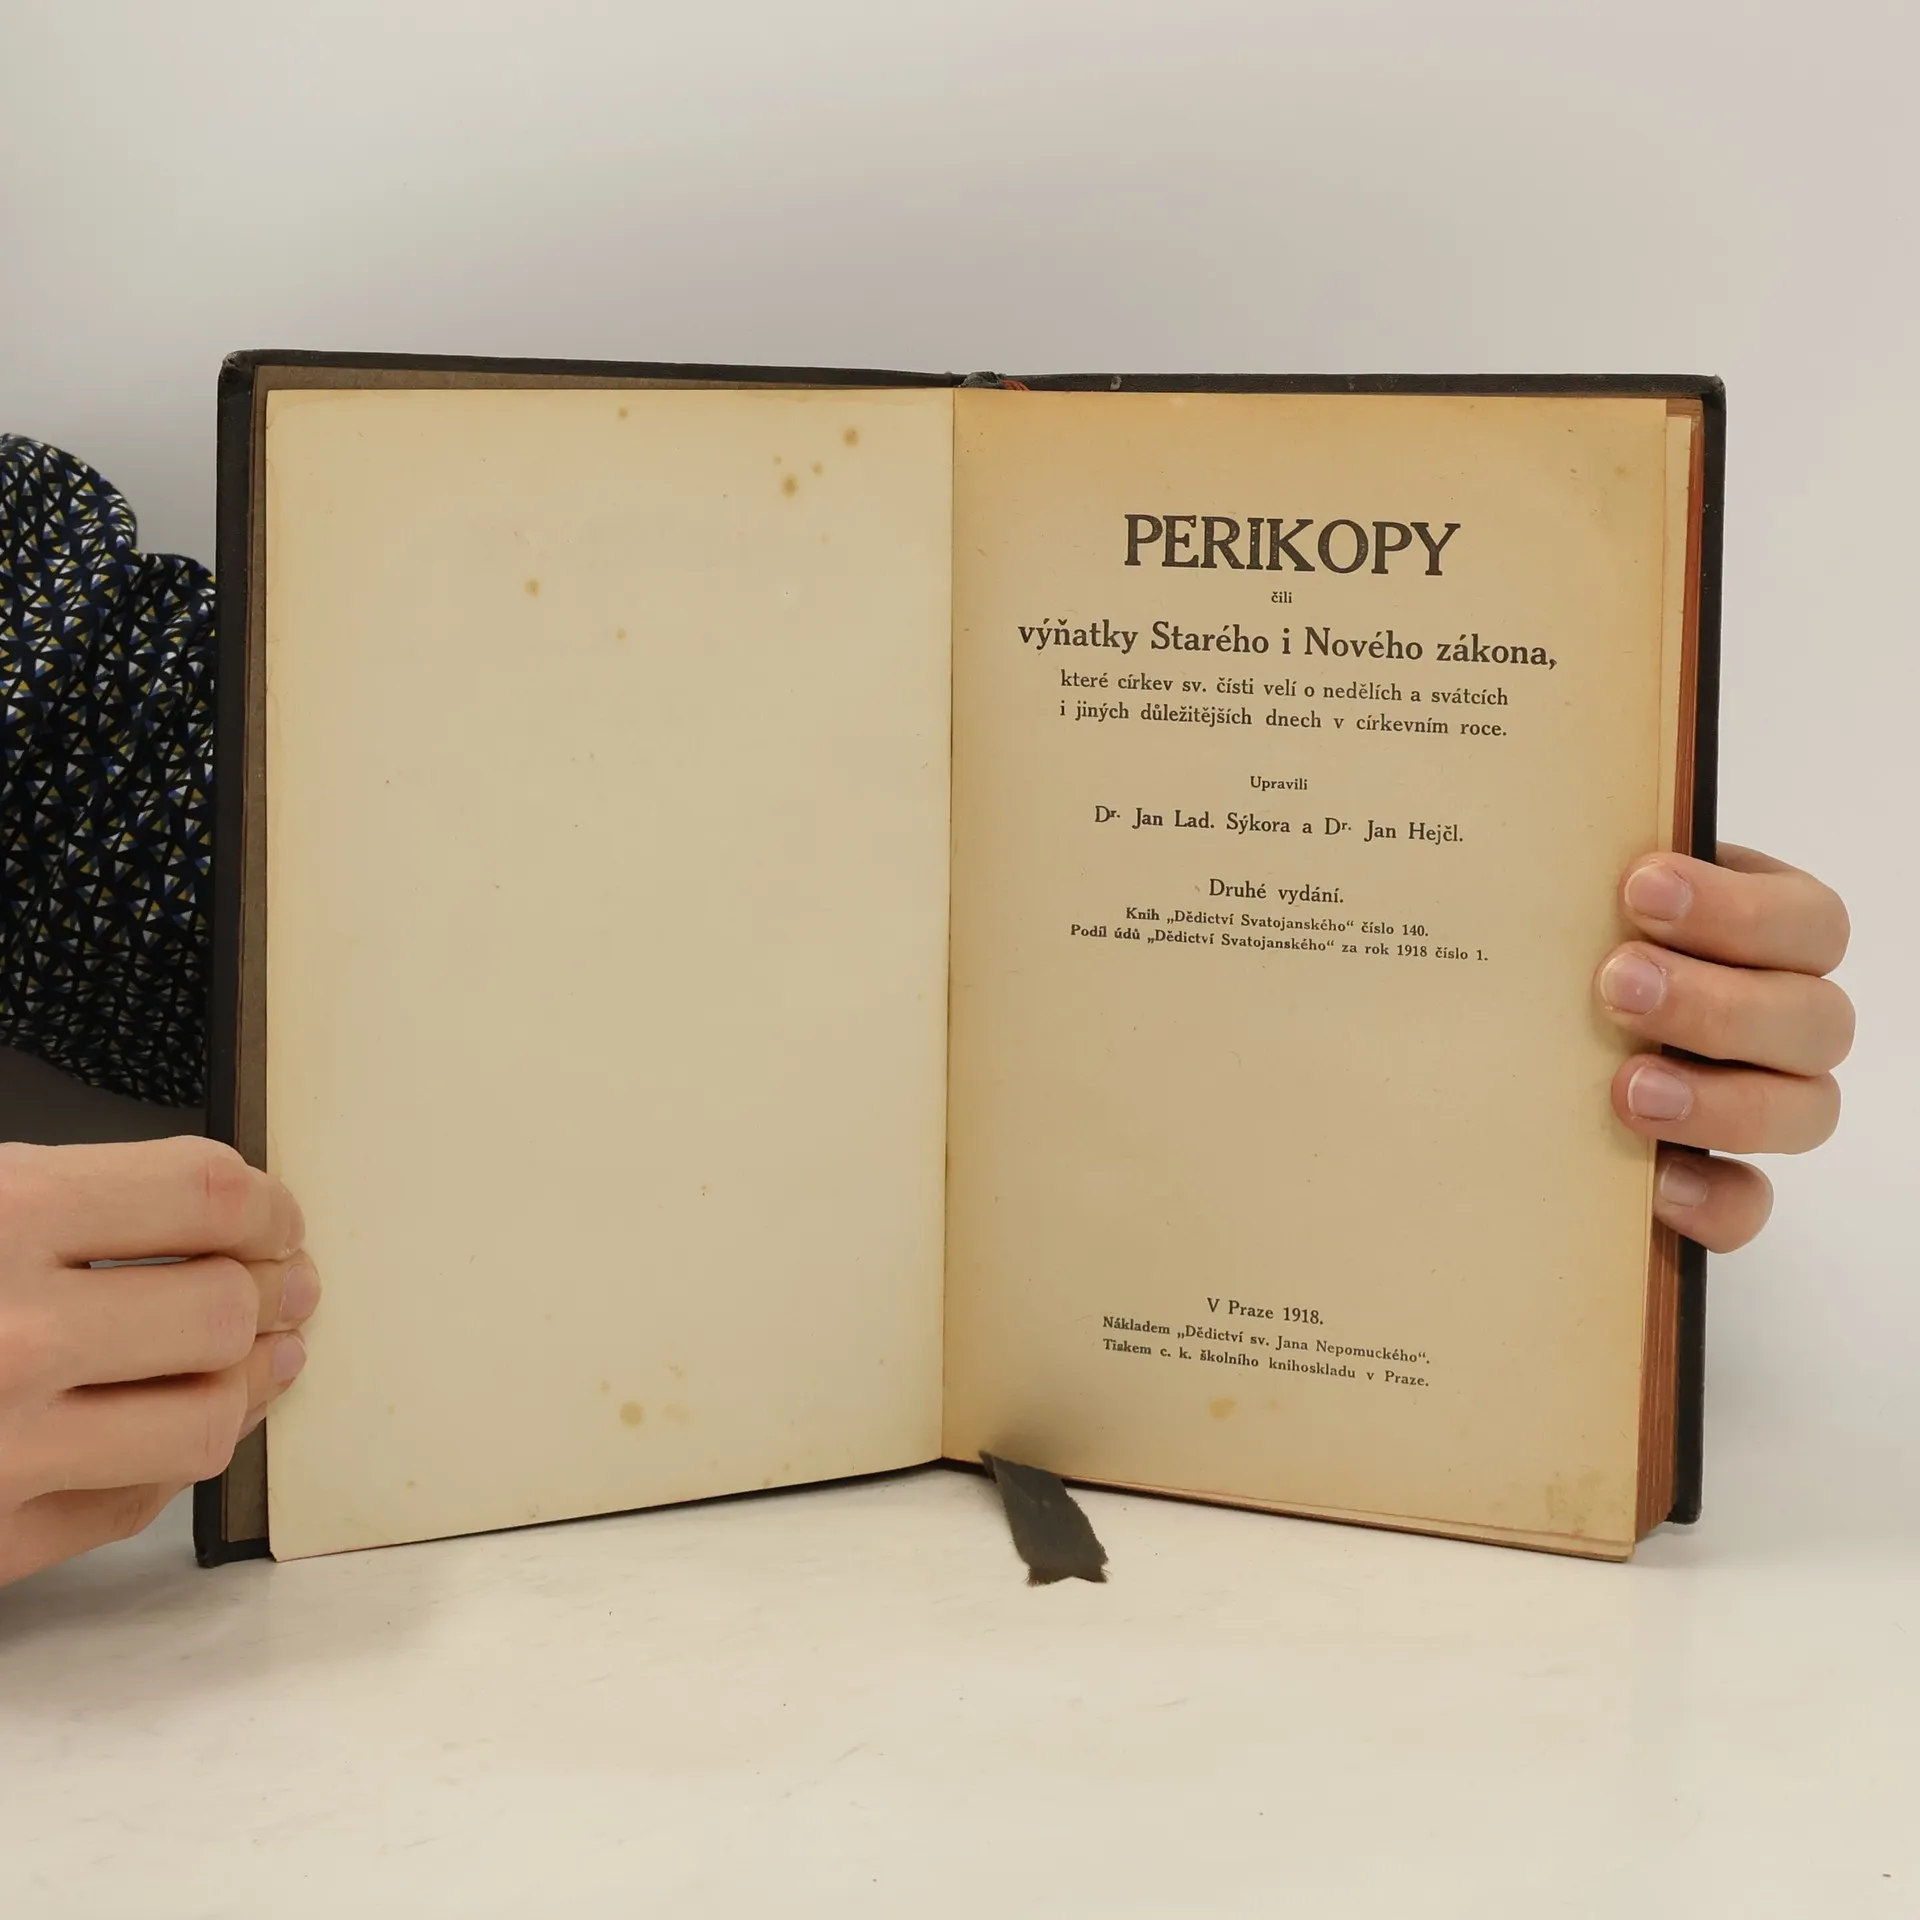 PERIKOPY
čili
výňatky Starého i Nového zákona,
které církev sv. čísti velí o nedělích a svátcích
i jiných důležitějších dnech v církevním roce.
Upravili
Dr. Jan Lad. Sýkora a Dr. Jan Hejčl.
Druhé vydání.
Knih „Dědictví Svatojanského“ číslo 140.
Podíl údů „Dědictví Svatojanského“ za rok 1918 číslo 1.
V Praze 1918.
Nákladem „Dědictví sv. Jana Nepomuckého“.
Tiskem c. k. školního knihoskladu v Praze.